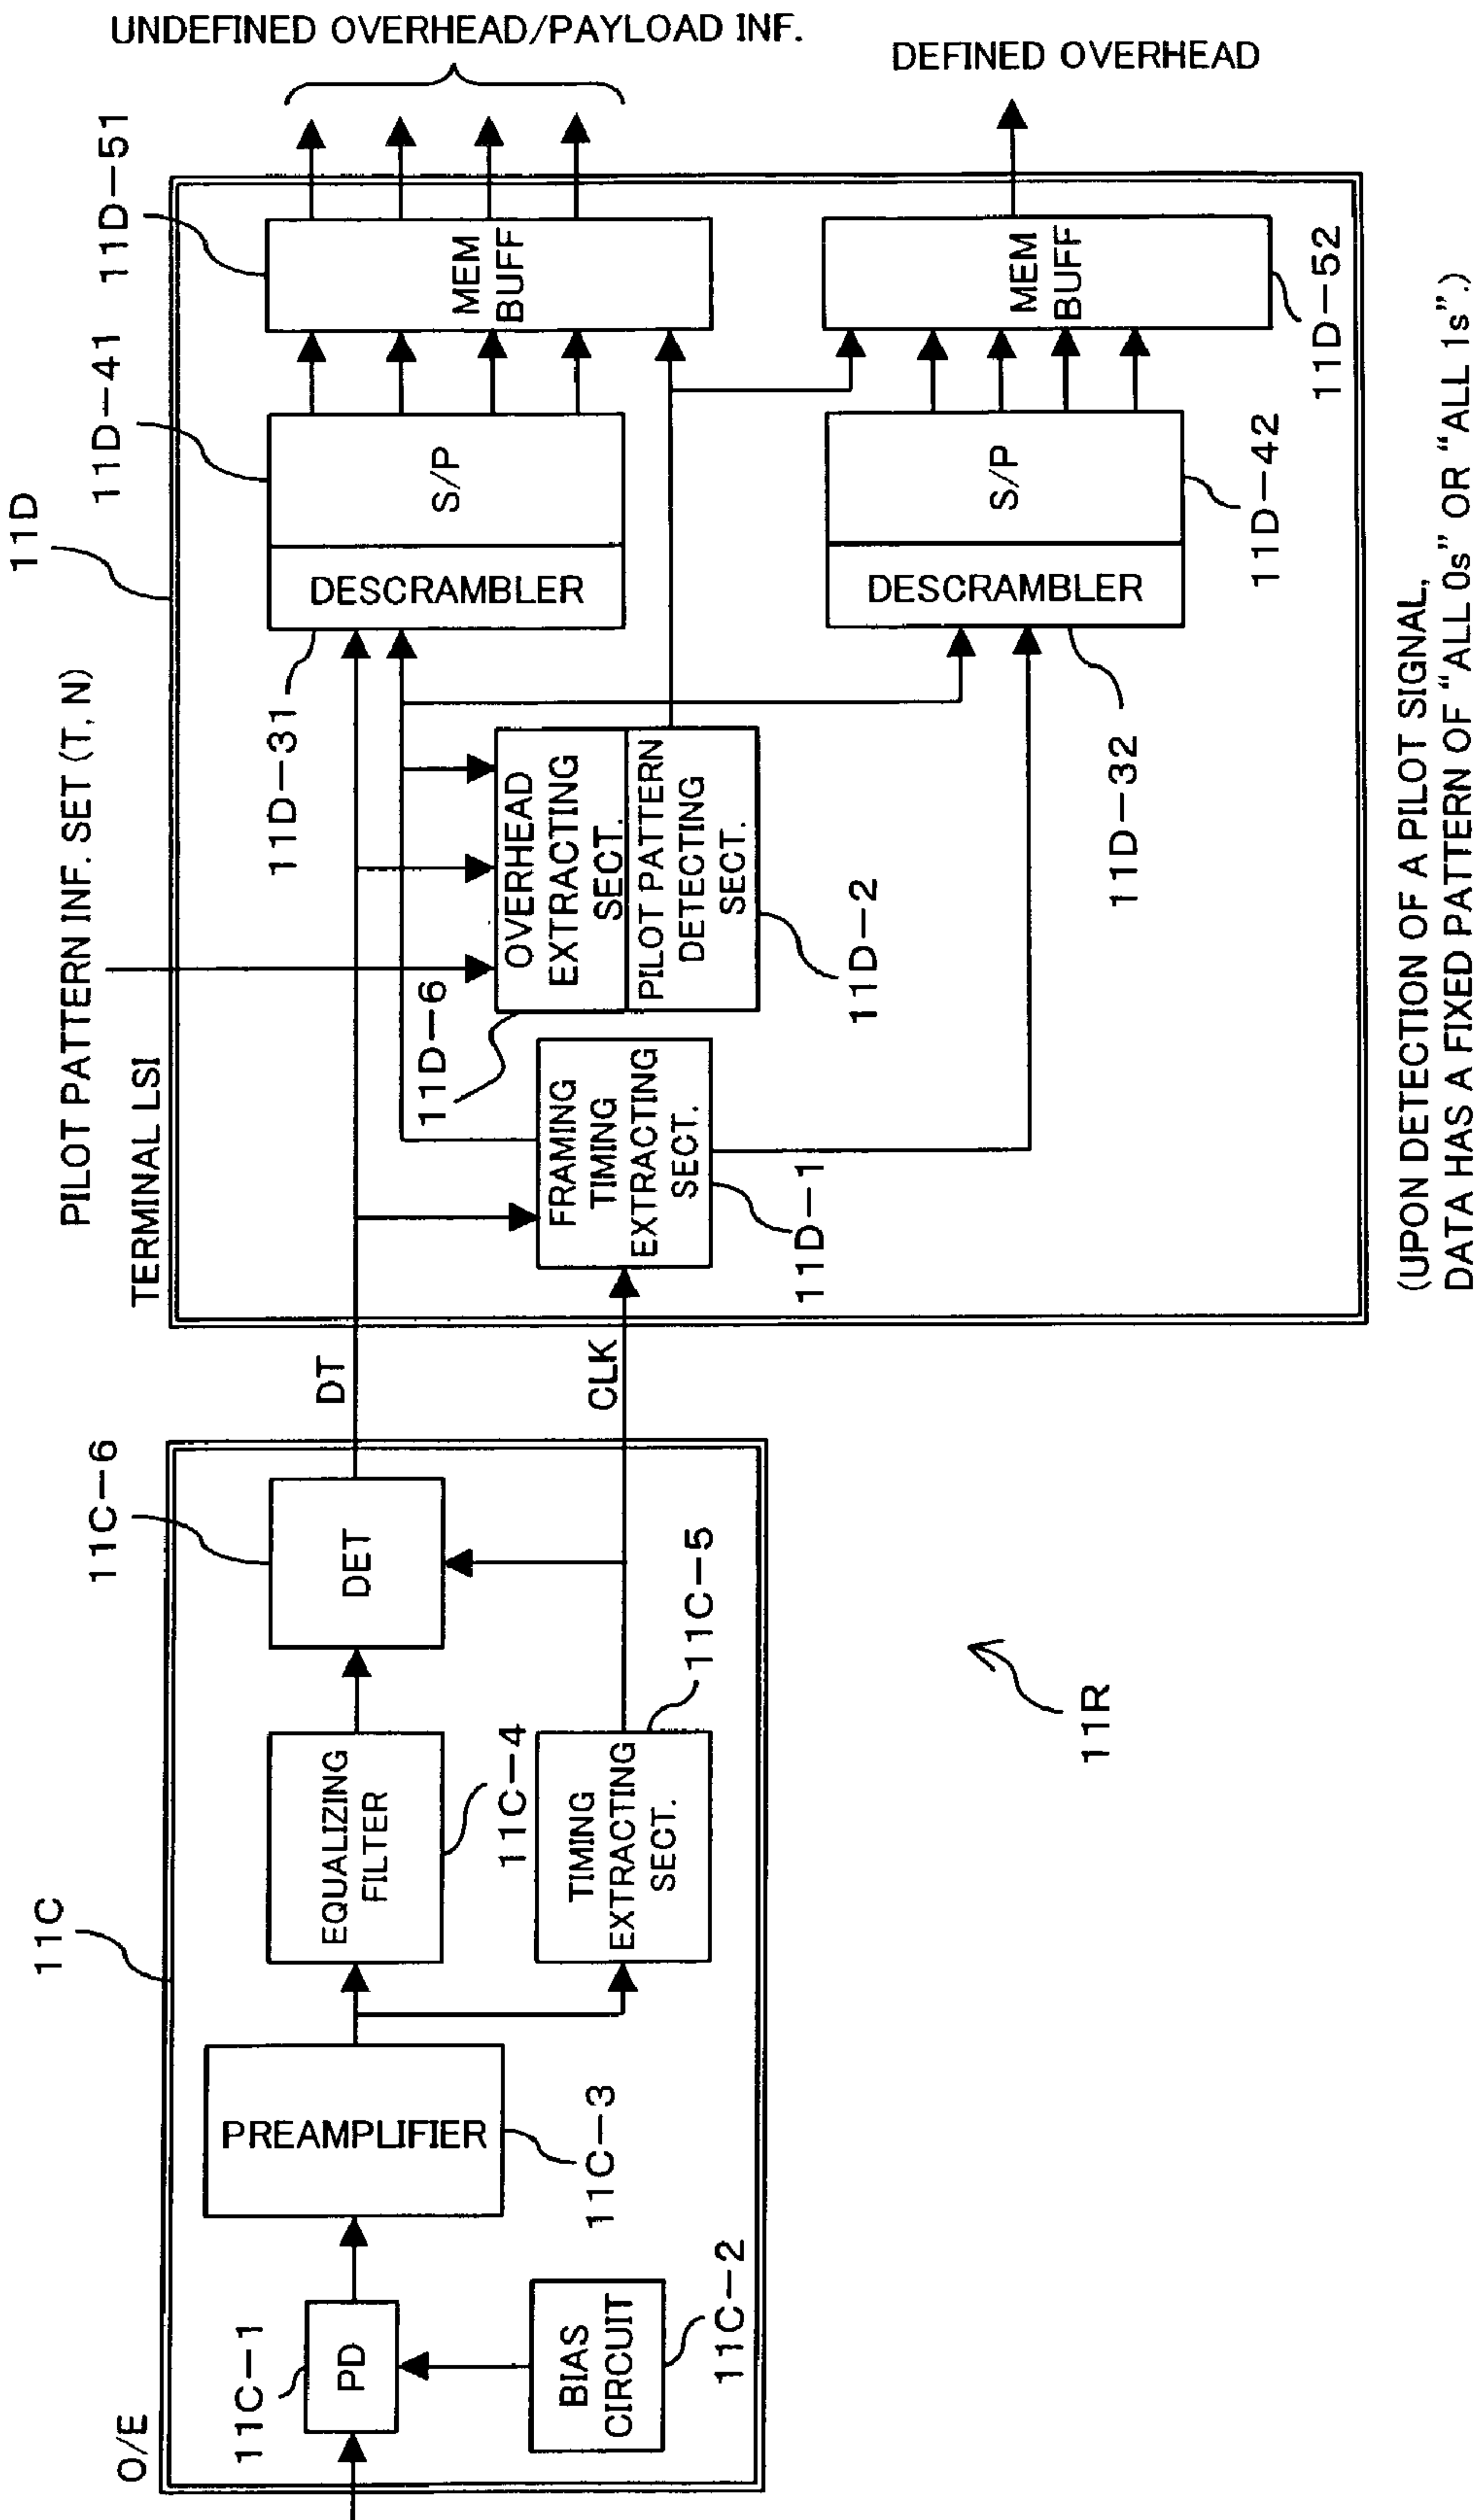 O/E
11C
11C-1
PD
BIAS
CIRCUIT
11C-2
PREAMPLIFIER
11C-3
EQUALIZING
FILTER
11C-4
TIMING
EXTRACTING
SECT.
11C-5
DET
11C-6
DT
CLK
11R
TERMINAL LSI
11D
PILOT PATTERN INF. SET (T, N)
FRAMING
TIMING
EXTRACTING
SECT.
11D-1
11D-6
OVERHEAD
EXTRACTING
SECT.
PILOT PATTERN
DETECTING
SECT.
11D-2
11D-31
DESCRAMBLER
S/P
11D-41
MEM
BUFF
11D-51
UNDEFINED OVERHEAD/PAYLOAD INF.
DESCRAMBLER
11D-32
S/P
11D-42
MEM
BUFF
11D-52
DEFINED OVERHEAD
(UPON DETECTION OF A PILOT SIGNAL,
DATA HAS A FIXED PATTERN OF “ALL 0s” OR “ALL 1s”.)